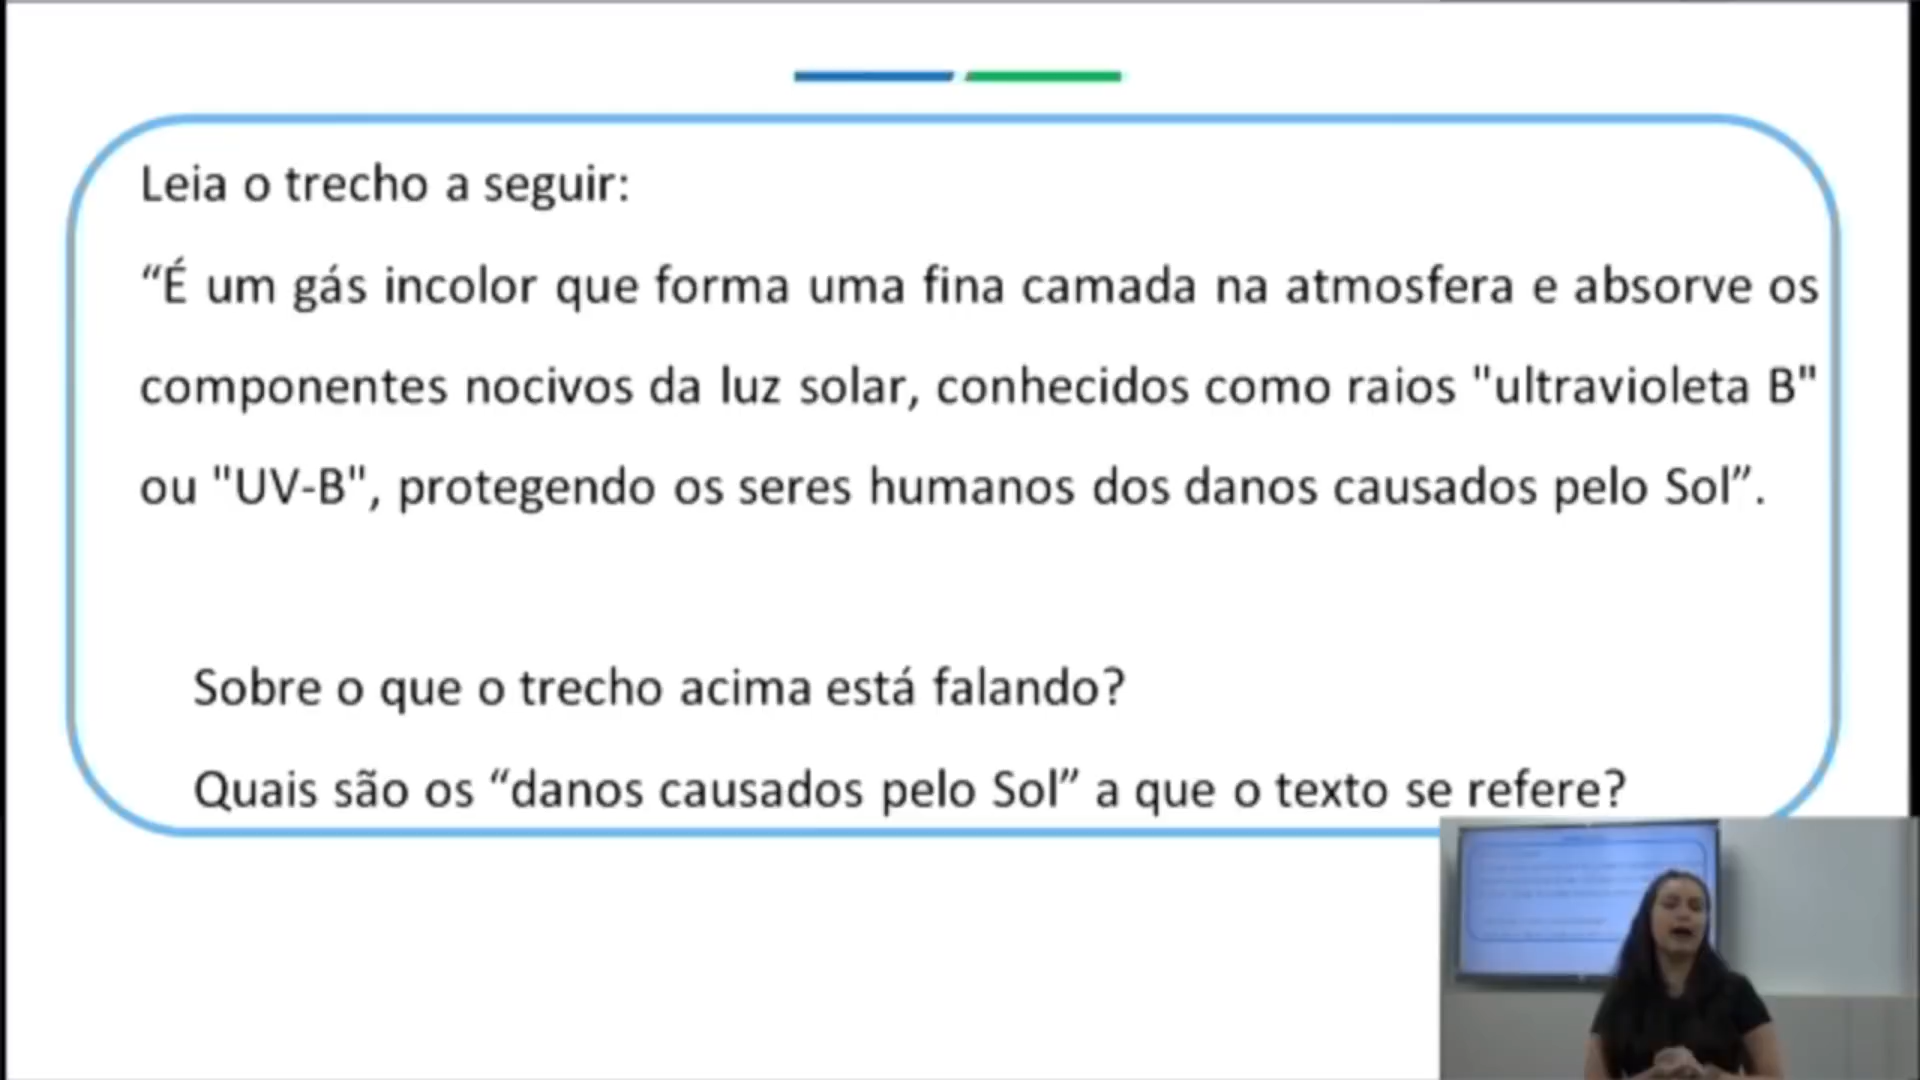 Leia o trecho a seguir:
“É um gás incolor que forma uma fina camada na atmosfera e absorve os
componentes nocivos da luz solar, conhecidos como raios "ultravioleta B"
ou "UV-B", protegendo os seres humanos dos danos causados pelo Sol”.
Sobre o que o trecho acima está falando?
Quais são os “danos causados pelo Sol” a que o texto se refere?